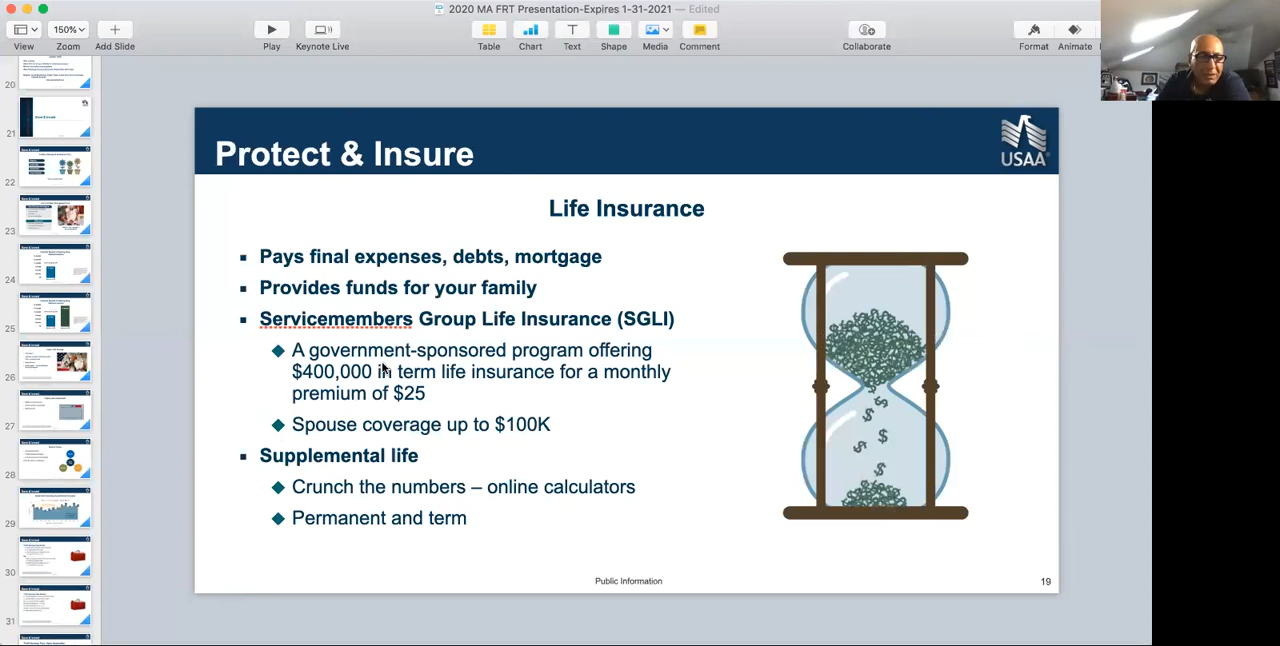 2020 MA FRT Presentation-Expires 1-31-2021 — Edited
150%
View
Zoom
Add Slide
Play
Keynote Live
Table
Chart
Text
Shape
Media
Comment
Collaborate
Format
Animate
20
21
22
23
24
25
26
27
28
29
30
31
Protect & Insure
USAA
Life Insurance
Pays final expenses, debts, mortgage
Provides funds for your family
Servicemembers Group Life Insurance (SGLI)
A government-sponsored program offering
$400,000 in term life insurance for a monthly
premium of $25
Spouse coverage up to $100K
Supplemental life
Crunch the numbers – online calculators
Permanent and term
Public Information
19